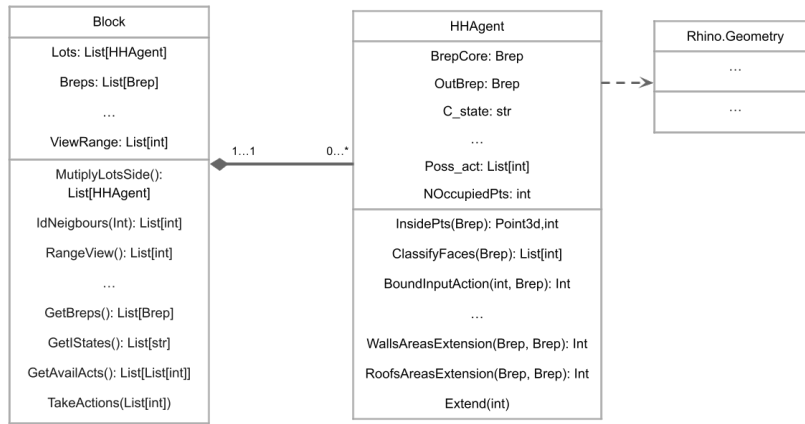 Block
Lots: List[HHAgent]
Breps: List[Brep]
...
ViewRange: List[int]
MutiplyLotsSide():
List[HHAgent]
IdNeigbours(Int): List[int]
RangeView(): List[int]
...
GetBreps(): List[Brep]
GetIStates(): List[str]
GetAvailActs(): List[List[int]]
TakeActions(List[int])
1...1
0...*
HHAgent
BrepCore: Brep
OutBrep: Brep
C_state: str
...
Poss_act: List[int]
NOccupiedPts: int
InsidePts(Brep): Point3d,int
ClassifyFaces(Brep): List[int]
BoundInputAction(int, Brep): Int
...
WallsAreasExtension(Brep, Brep): Int
RoofsAreasExtension(Brep, Brep): Int
Extend(int)
Rhino.Geometry
...
...